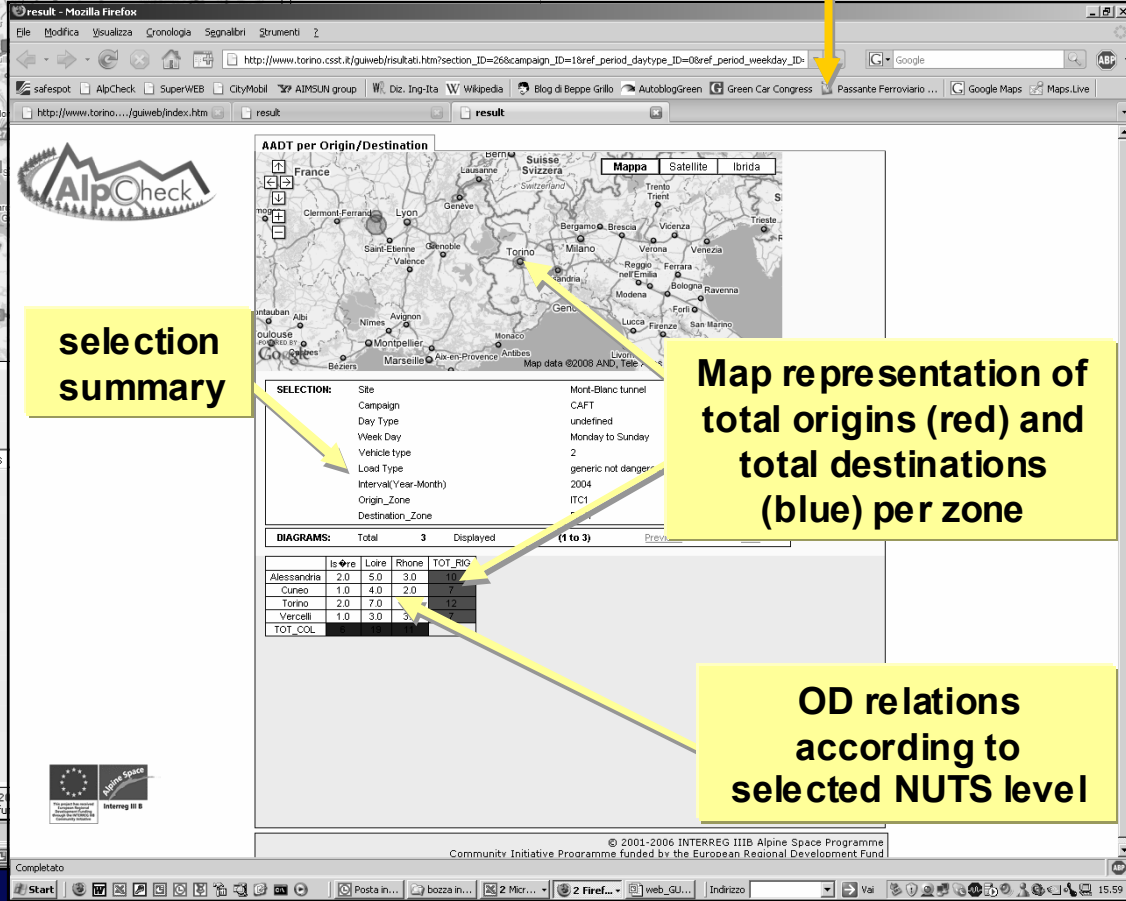 result - Mozilla Firefox
File Modifica Visualizza Cronologia Segnalibri Strumenti ?
http://www.torino.csst.it/guiweb/risultati.htm?section_ID=26&campaign_ID=1&ref_period_daytype_ID=0&ref_period_weekday_ID=
G Google
ABP
safespot AlpCheck SuperWEB CityMobil AIMSUN group Diz. Ing-Ita Wikipedia Blog di Beppe Grillo AutoblogGreen Green Car Congress Passante Ferroviario ... Google Maps Maps.Live
http://www.torino..../guiweb/index.htm result result
AlpCheck
AADT per Origin/Destination
Mappa Satellite Ibrida
France
Bern
Lausanne
Suisse
Svizzera
Switzerland
Genève
Trento
Trient
Trieste
Clermont-Ferrand
Lyon
Bergamo
Brescia
Vicenza
Saint-Etienne
Grenoble
Torino
Milano
Verona
Venezia
Valence
Reggio
nell'Emilia
Ferrara
Modena
Bologna
Ravenna
Forlì
Albi
Nîmes
Avignon
Lucca
Firenze
San Marino
Montpellier
Monaco
Béziers
Marseille
Aix-en-Provence
Antibes
POWERED BY
Google
Map data ©2008 AND, Tele
selection
summary
SELECTION: Site Mont-Blanc tunnel
Campaign CAFT
Day Type undefined
Week Day Monday to Sunday
Vehicle type 2
Load Type generic not danger
Interval(Year-Month) 2004
Origin_Zone ITC1
Destination_Zone
Map representation of
total origins (red) and
total destinations
(blue) per zone
DIAGRAMS: Total 3 Displayed (1 to 3)
Is�re Loire Rhone TOT_RIG
Alessandria 2.0 5.0 3.0 10
Cuneo 1.0 4.0 2.0 7
Torino 2.0 7.0 12
Vercelli 1.0 3.0 7
TOT_COL
OD relations
according to
selected NUTS level
Alpine Space
Interreg III B
© 2001-2006 INTERREG IIIB Alpine Space Programme
Community Initiative Programme funded by the European Regional Development Fund
Completato
Start Posta in... bozza in... 2 Micr... 2 Firef... web_GU... Indirizzo Vai 15.59